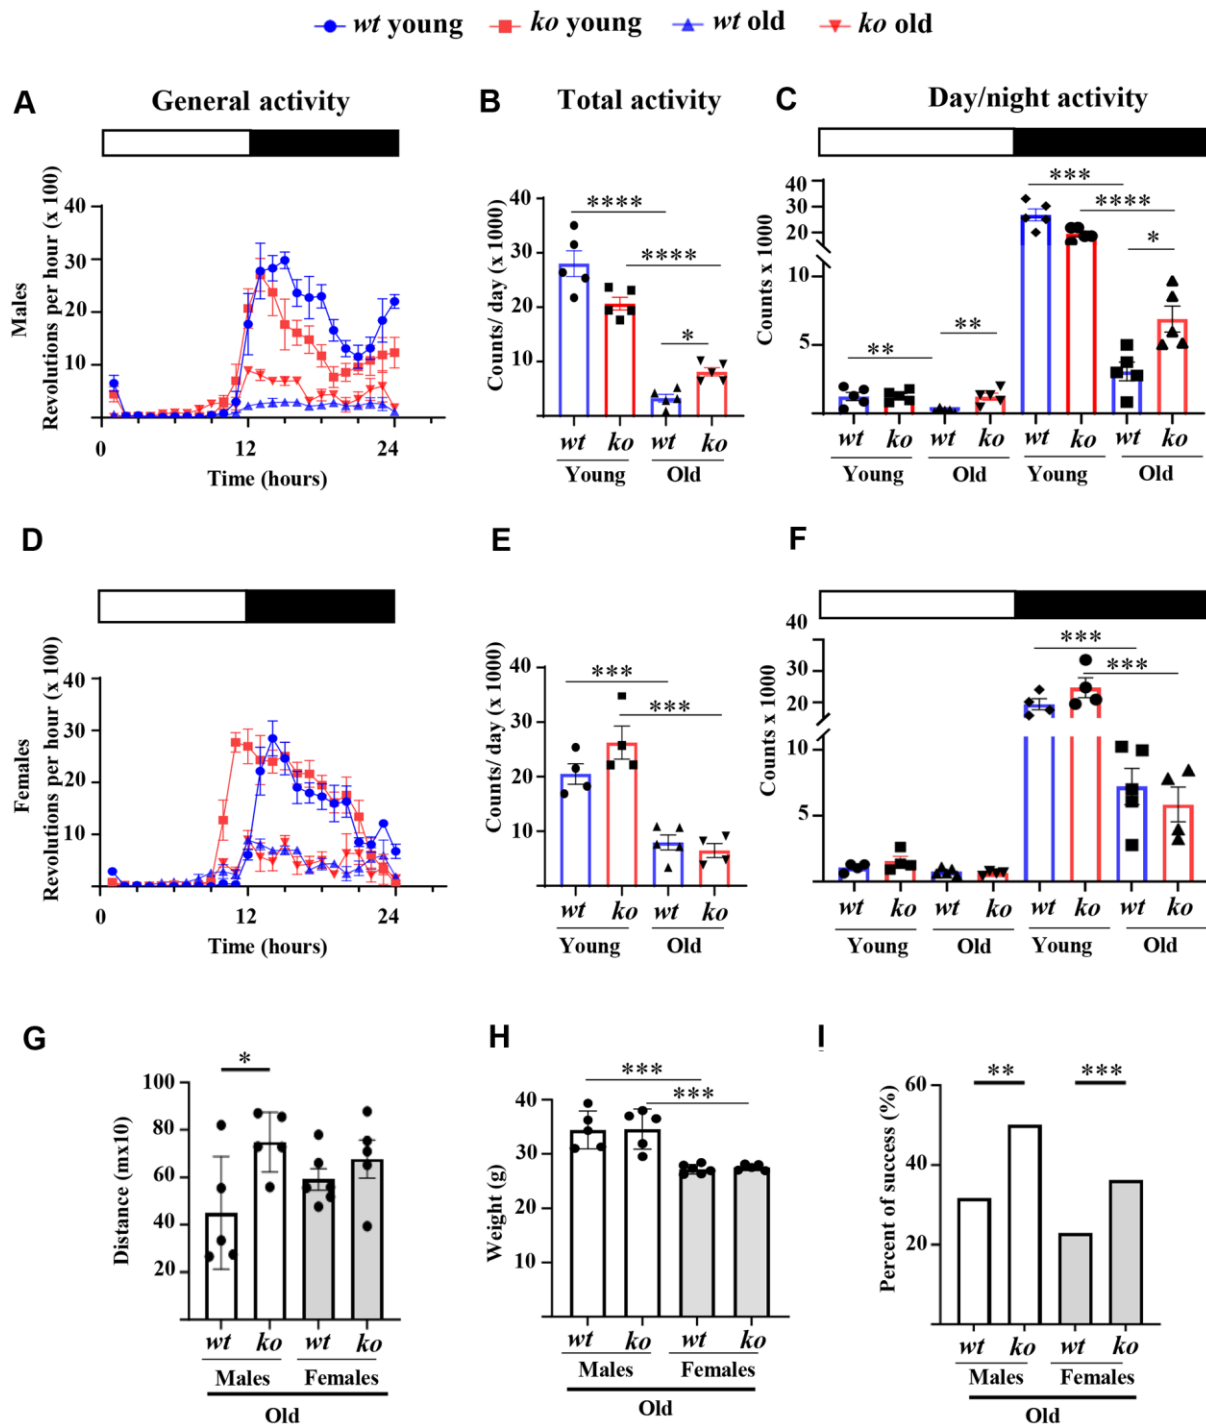 wt young ko young wt old ko old
A General activity
B Total activity
C Day/night activity
Males
Revolutions per hour (x 100)
40
30
20
10
0 12 24
Time (hours)
Counts/ day (x 1000)
40
30
20
10
****
****
*
wt ko wt ko
Young Old
Counts x 1000
40
30
20
10
5
***
****
*
**
**
wt ko wt ko wt ko wt ko
Young Old Young Old
D
E
F
Females
Revolutions per hour (x 100)
40
30
20
10
0 12 24
Time (hours)
Counts/ day (x 1000)
40
30
20
10
***
***
wt ko wt ko
Young Old
Counts x 1000
40
30
20
10
5
***
***
wt ko wt ko wt ko wt ko
Young Old Young Old
G
H
I
Distance (mx10)
100
80
60
40
20
*
wt ko wt ko
Males Females
Old
Weight (g)
40
30
20
10
***
***
wt ko wt ko
Males Females
Old
Percent of success (%)
60
40
20
**
***
wt ko wt ko
Males Females
Old